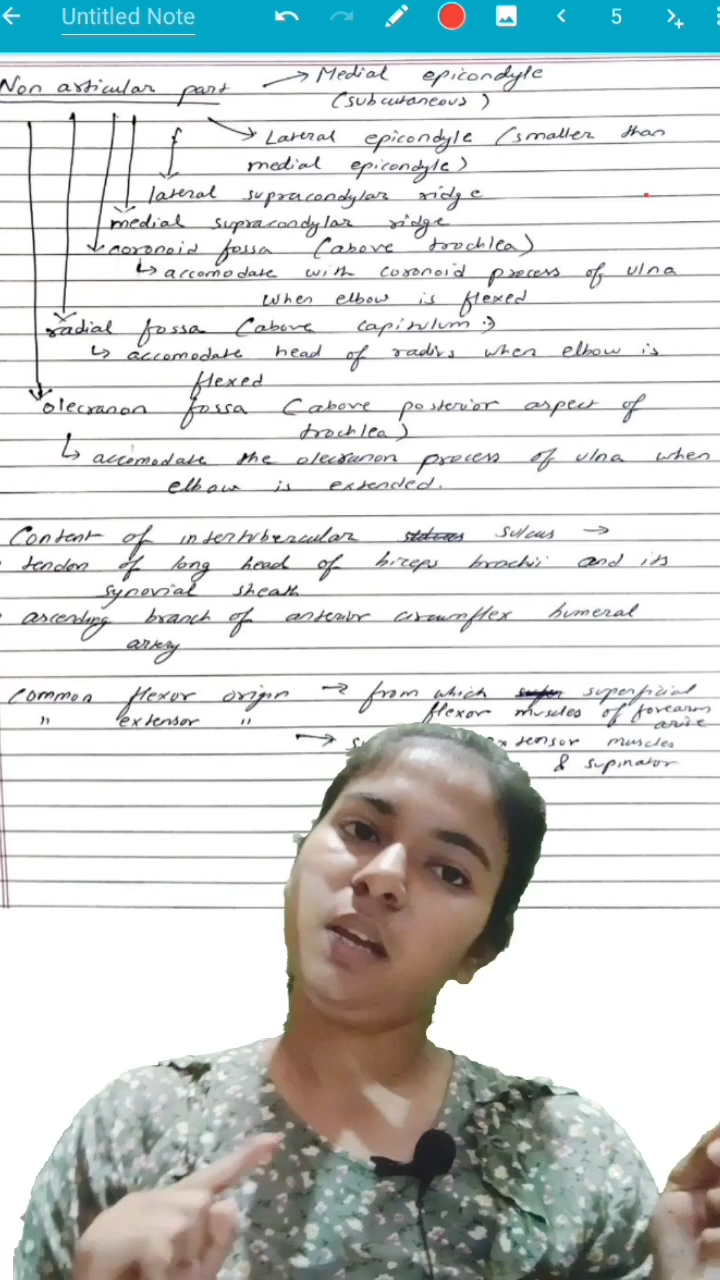 Untitled Note
5
Non articular part → Medial epicondyle
(subcutaneous)
→ Lateral epicondyle (smaller than
medial epicondyle)
lateral supracondylar ridge
medial supracondylar ridge
coronoid fossa (above trochlea)
↳ accomodate with coronoid process of ulna
when elbow is flexed
radial fossa (above capitulum)
↳ accomodate head of radius when elbow is
flexed
olecranon fossa (above posterior aspect of
trochlea)
↳ accomodate the olecranon process of ulna when
elbow is extended.
Content of intertubercular sulcus →
tendon of long head of biceps brachii and its
synovial sheath
ascending branch of anterior circumflex humeral
artery
Common flexor origin → from which superficial
flexor muscles of forearm
arise
" extensor "
→ muscles
& supinator